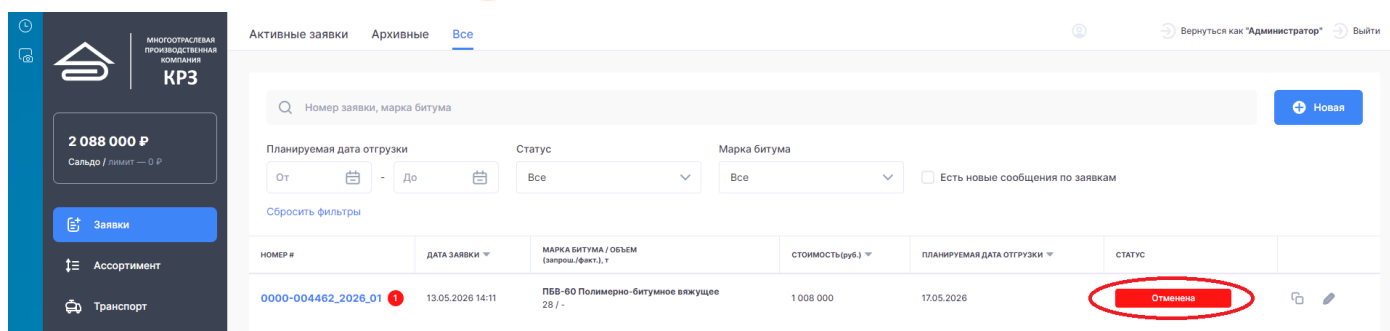 МНОГООТРАСЛЕВАЯ
ПРОИЗВОДСТВЕННАЯ
КОМПАНИЯ
КРЗ
Активные заявки Архивные Все
Вернуться как "Администратор" Выйти
Номер заявки, марка битума
Новая
2 088 000 ₽
Сальдо / лимит — 0 ₽
Планируемая дата отгрузки Статус Марка битума
От - До Все Все Есть новые сообщения по заявкам
Сбросить фильтры
Заявки
Ассортимент
Транспорт
НОМЕР # ДАТА ЗАЯВКИ МАРКА БИТУМА / ОБЪЕМ СТОИМОСТЬ(руб.) ПЛАНИРУЕМАЯ ДАТА ОТГРУЗКИ СТАТУС
(запрош./факт.), т
0000-004462_2026_01 1 13.05.2026 14:11 ПБВ-60 Полимерно-битумное вяжущее 1 008 000 17.05.2026 Отменена
28 / -